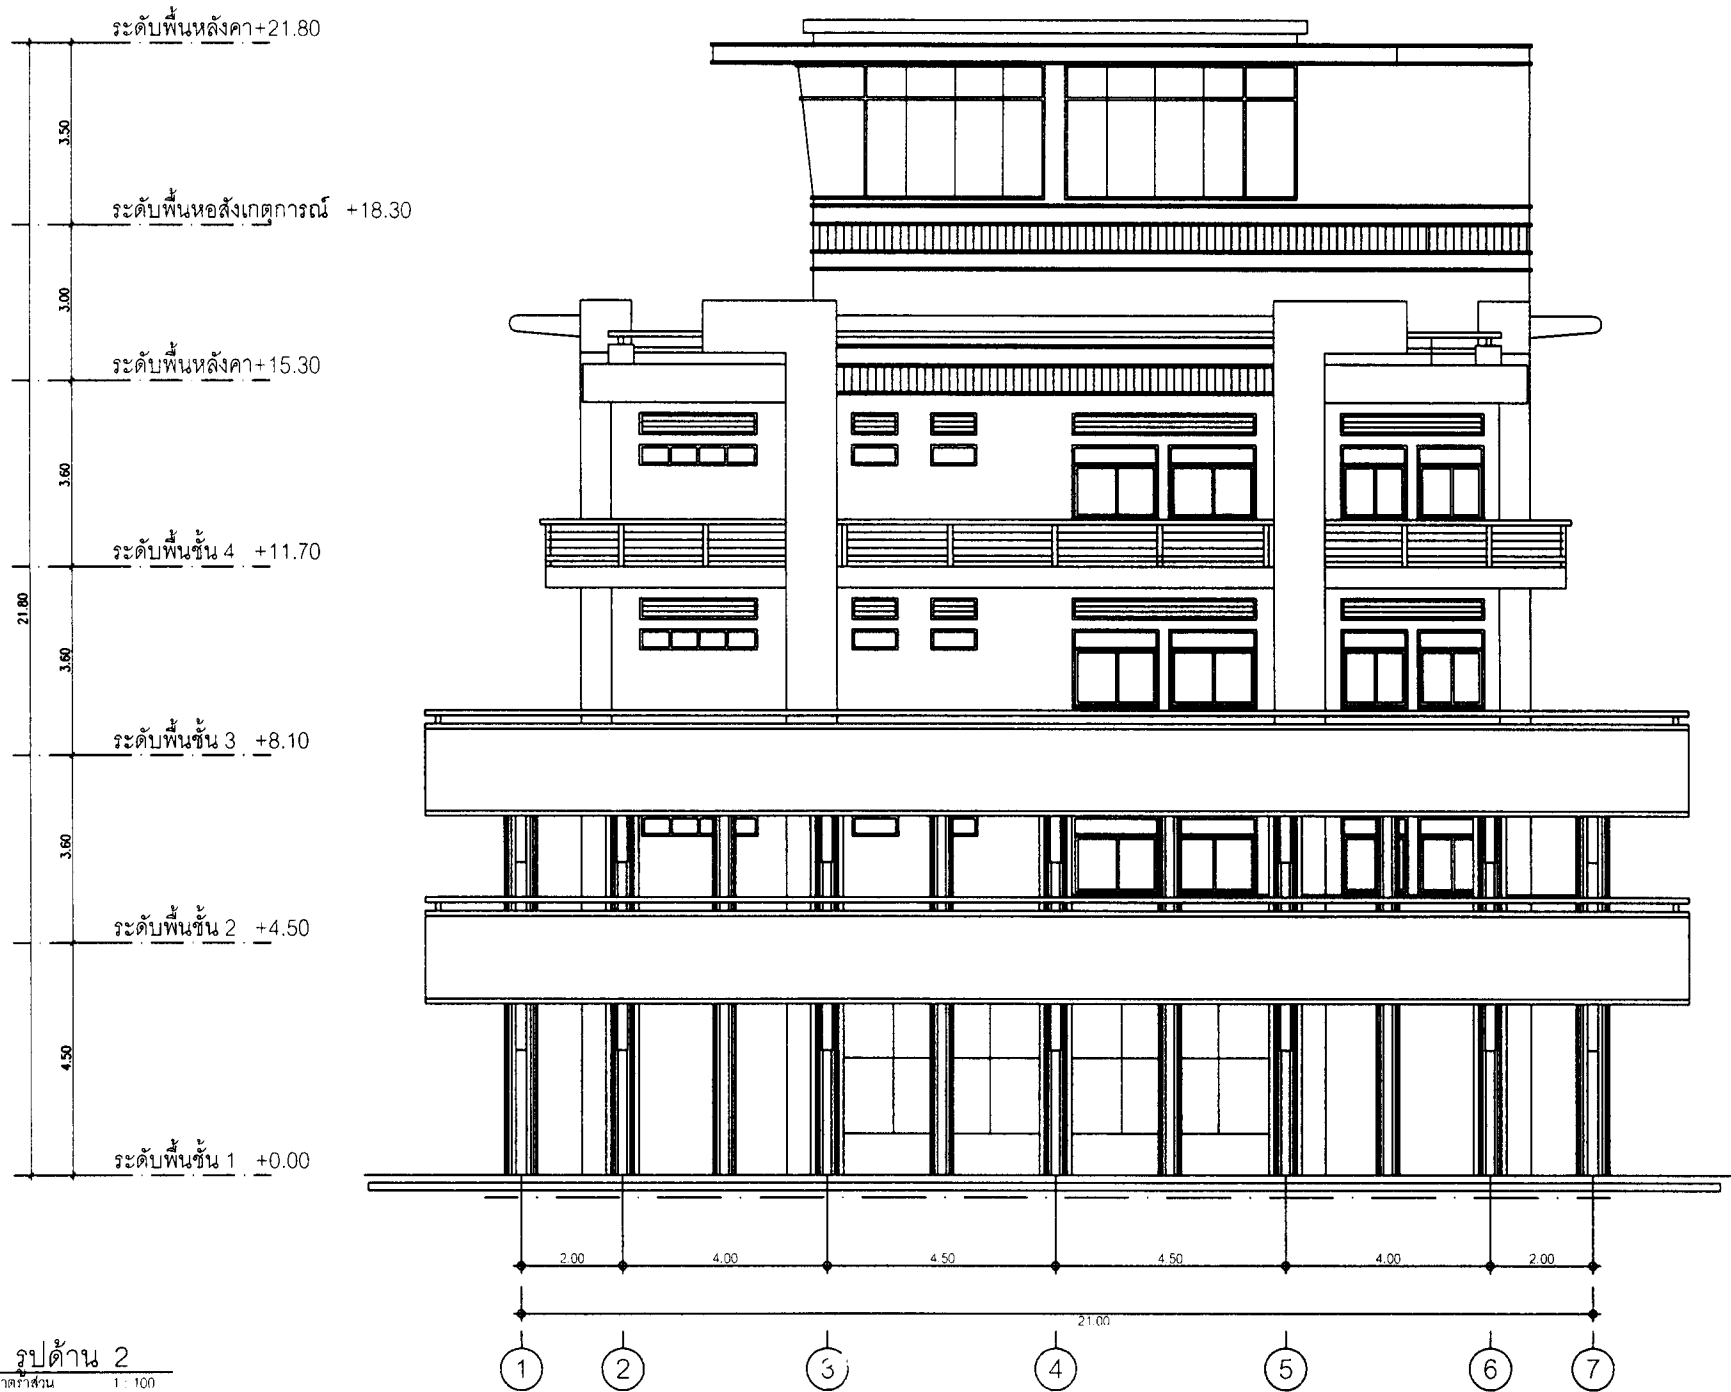 ระดับพื้นหลังคา+21.80
3.50
ระดับพื้นหอสังเกตุการณ์ +18.30
3.00
ระดับพื้นหลังคา+15.30
3.60
ระดับพื้นชั้น 4 +11.70
21.80
3.60
ระดับพื้นชั้น 3 +8.10
3.60
ระดับพื้นชั้น 2 +4.50
4.50
ระดับพื้นชั้น 1 +0.00
2.00 4.00 4.50 4.50 4.00 2.00
21.00
1 2 3 4 5 6 7
รูปด้าน 2
1:100